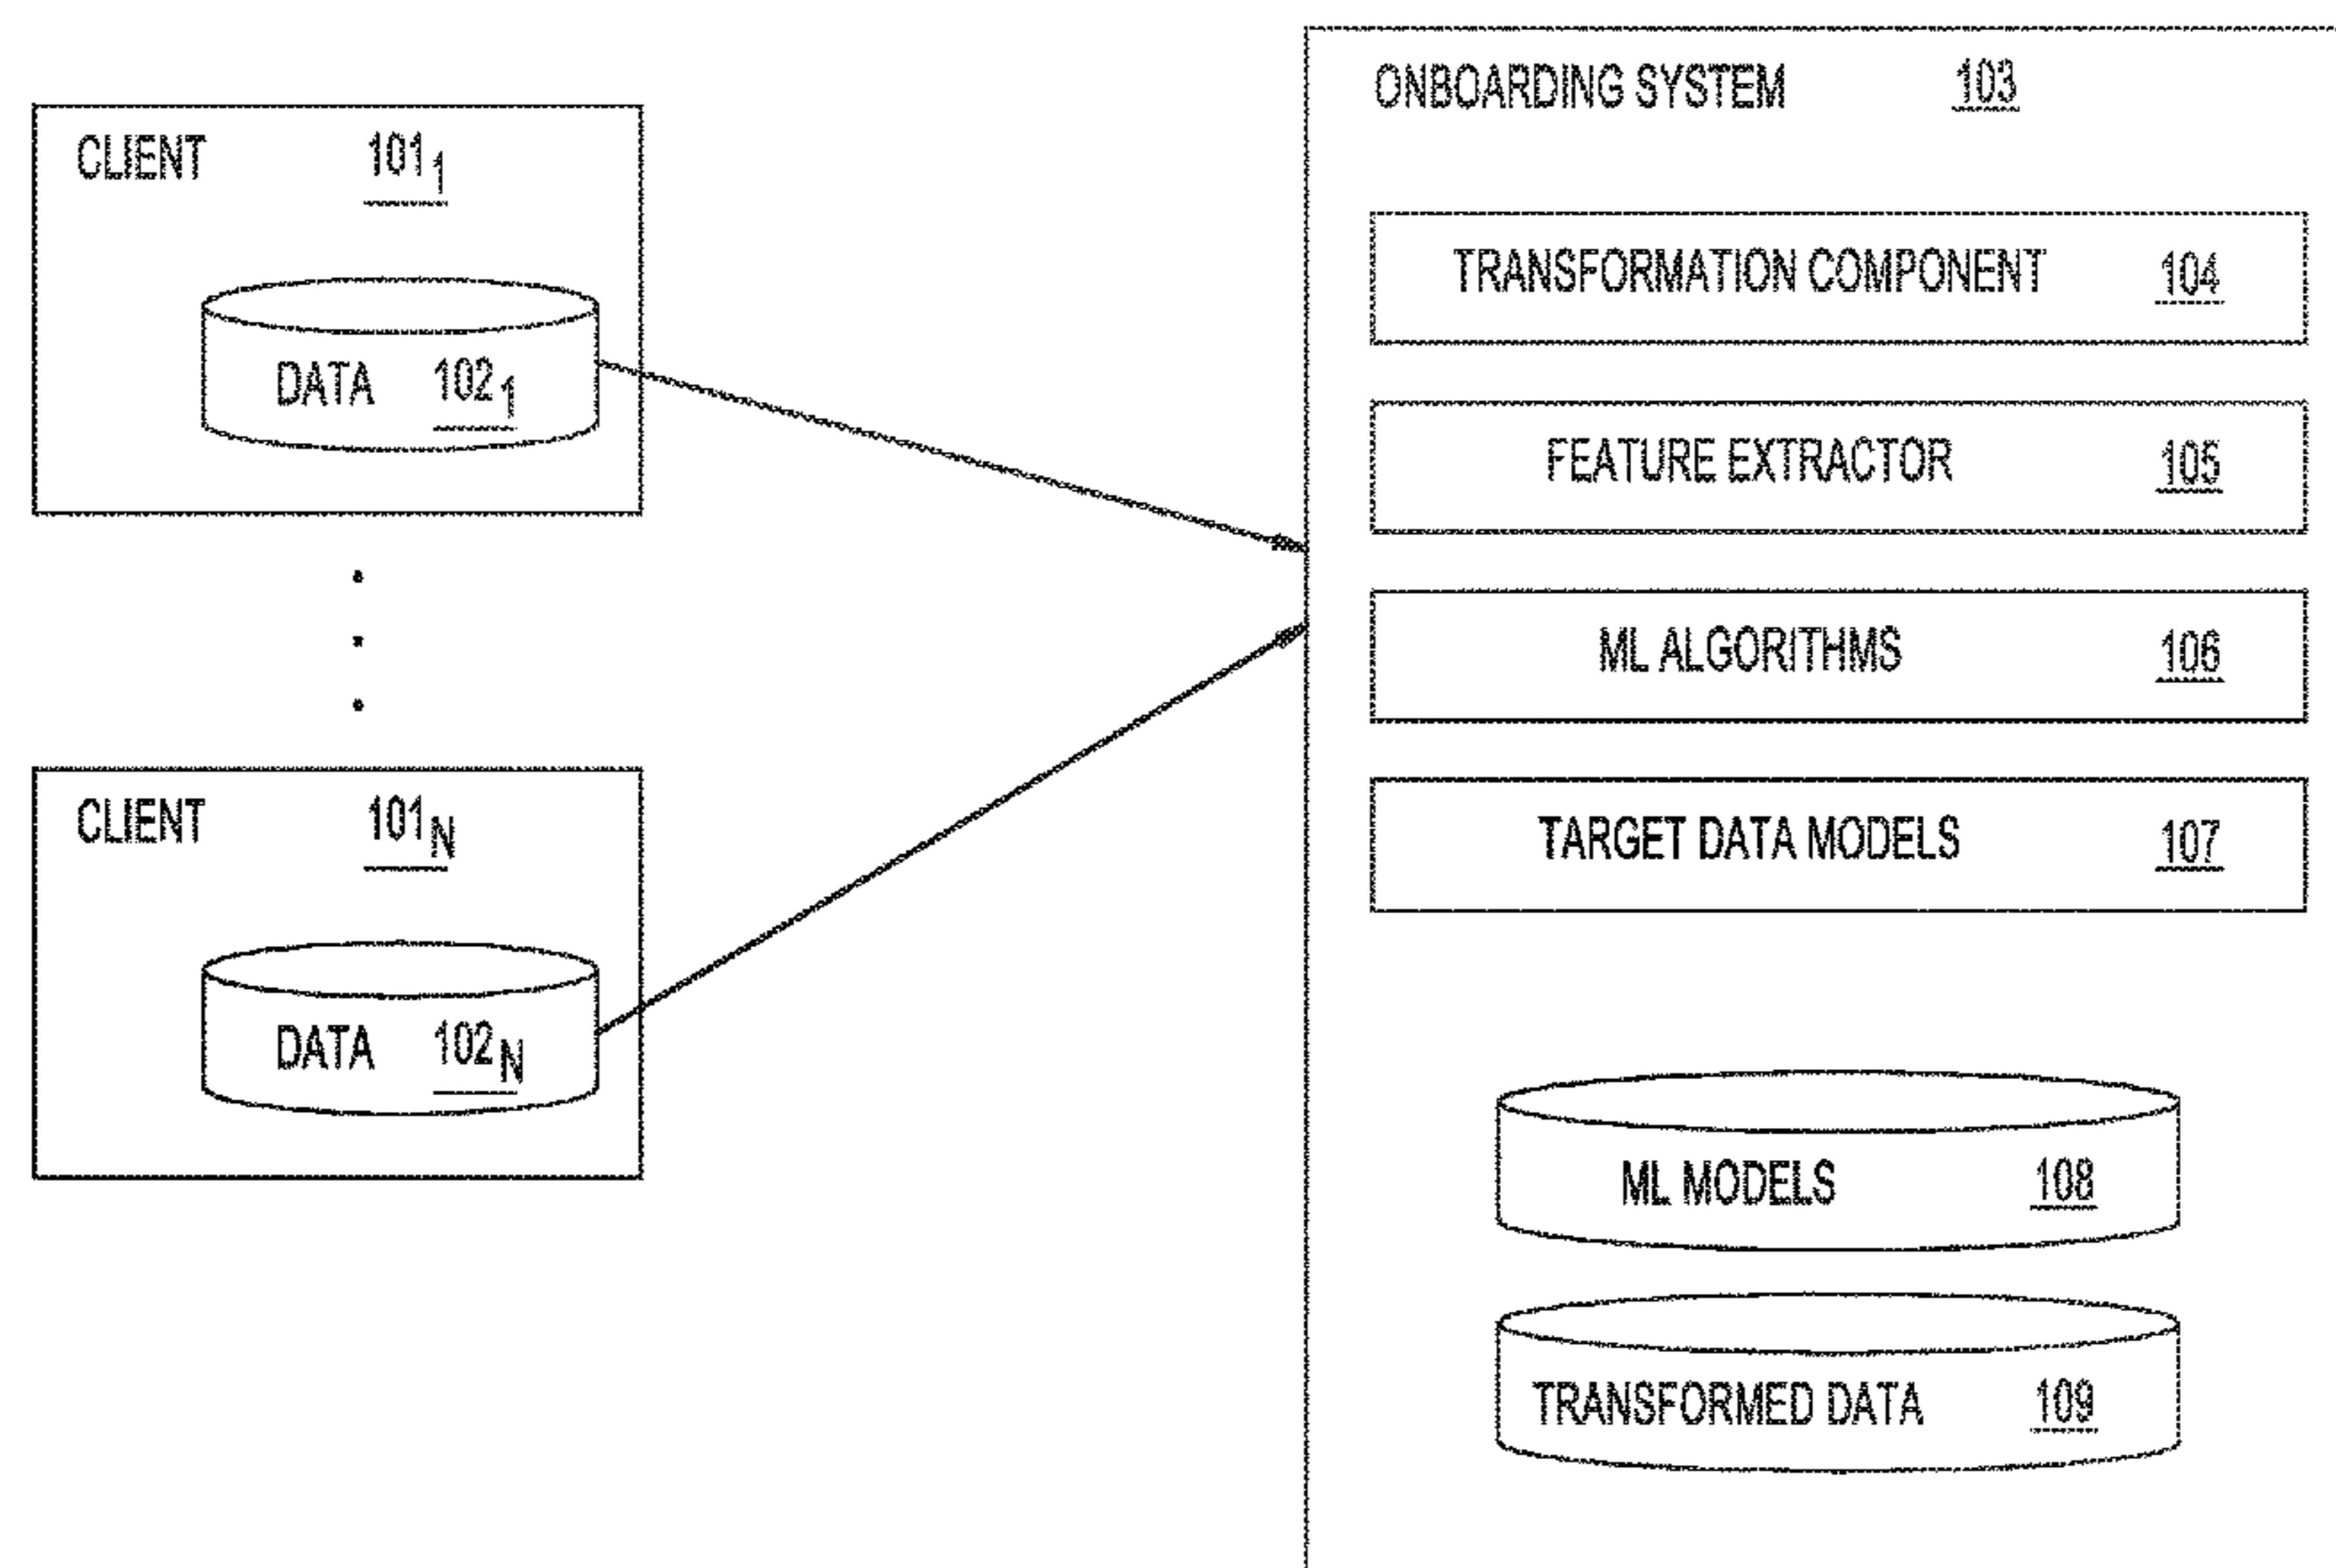 CLIENT 101₁
DATA 102₁
CLIENT 101N
DATA 102N
ONBOARDING SYSTEM 103
TRANSFORMATION COMPONENT 104
FEATURE EXTRACTOR 105
ML ALGORITHMS 106
TARGET DATA MODELS 107
ML MODELS 108
TRANSFORMED DATA 109